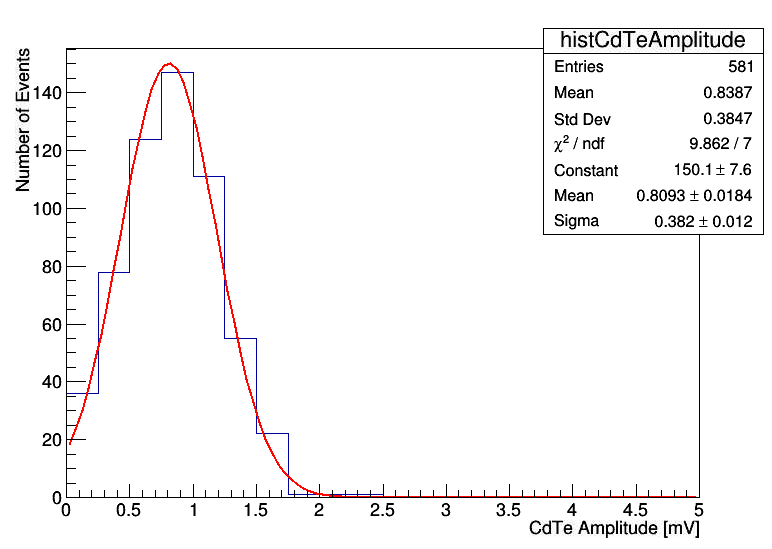 histCdTeAmplitude
Entries 581
Mean 0.8387
Std Dev 0.3847
χ² / ndf 9.862 / 7
Constant 150.1 ± 7.6
Mean 0.8093 ± 0.0184
Sigma 0.382 ± 0.012
Number of Events
140
120
100
80
60
40
20
0
0 0.5 1 1.5 2 2.5 3 3.5 4 4.5 5
CdTe Amplitude [mV]